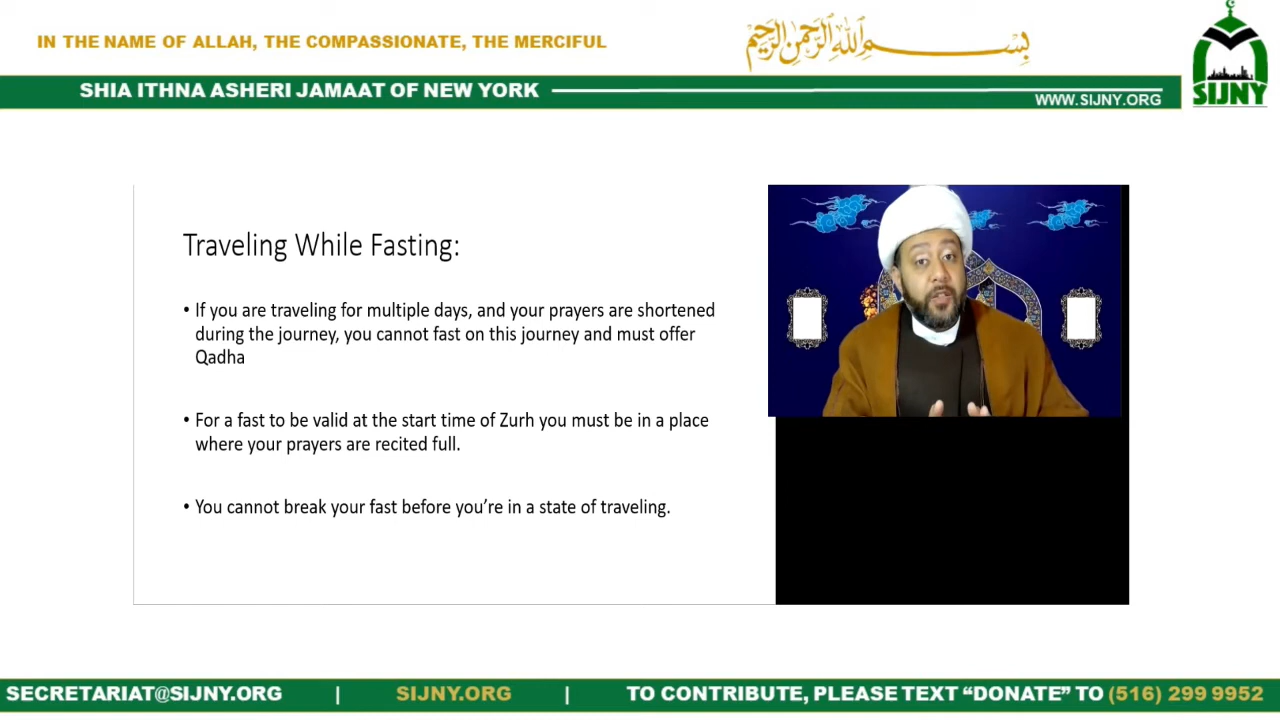 IN THE NAME OF ALLAH, THE COMPASSIONATE, THE MERCIFUL
بسم الله الرحمن الرحيم
SHIA ITHNA ASHERI JAMAAT OF NEW YORK
WWW.SIJNY.ORG
SIJNY
Traveling While Fasting:
• If you are traveling for multiple days, and your prayers are shortened
during the journey, you cannot fast on this journey and must offer
Qadha
• For a fast to be valid at the start time of Zurh you must be in a place
where your prayers are recited full.
• You cannot break your fast before you’re in a state of traveling.
SECRETARIAT@SIJNY.ORG | SIJNY.ORG | TO CONTRIBUTE, PLEASE TEXT “DONATE” TO (516) 299 9952